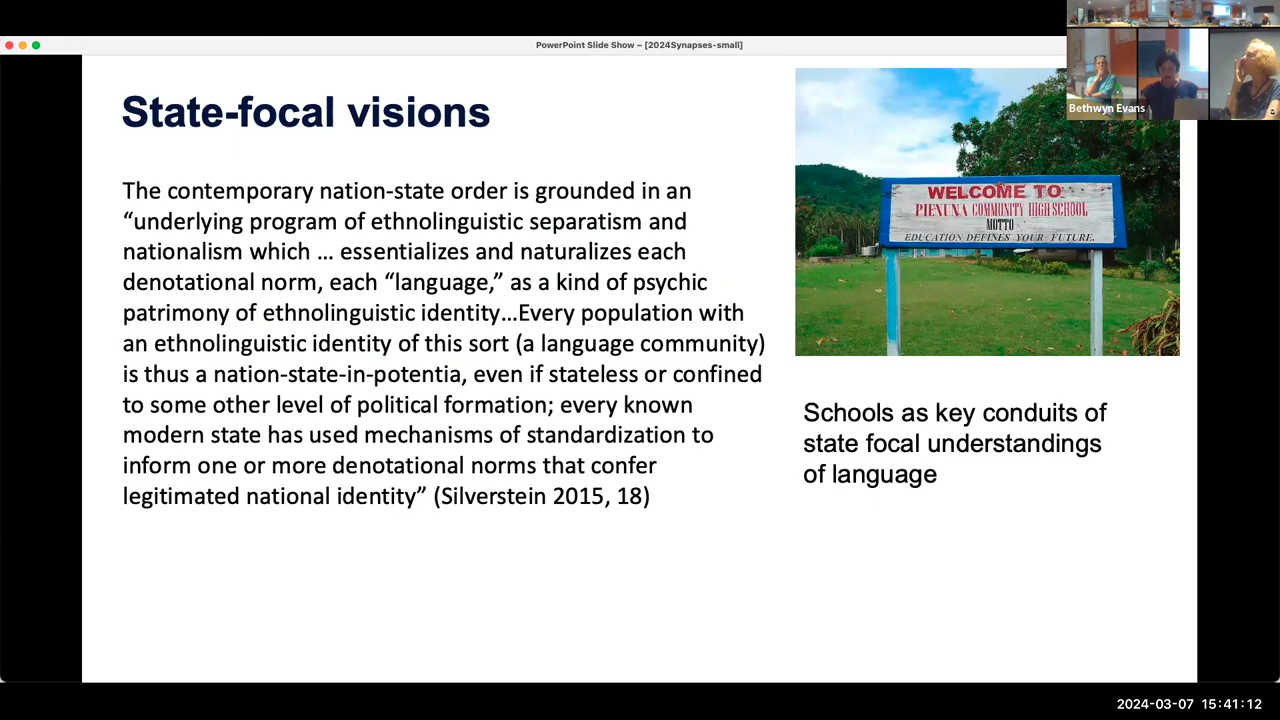 PowerPoint Slide Show – [2024Synapses-small]
Bethwyn Evans
State-focal visions
The contemporary nation-state order is grounded in an
“underlying program of ethnolinguistic separatism and
nationalism which … essentializes and naturalizes each
denotational norm, each “language,” as a kind of psychic
patrimony of ethnolinguistic identity…Every population with
an ethnolinguistic identity of this sort (a language community)
is thus a nation-state-in-potentia, even if stateless or confined
to some other level of political formation; every known
modern state has used mechanisms of standardization to
inform one or more denotational norms that confer
legitimated national identity” (Silverstein 2015, 18)
WELCOME TO
PIENUNA COMMUNITY HIGH SCHOOL
MOTTO
EDUCATION DEFINES YOUR FUTURE.
Schools as key conduits of
state focal understandings
of language
2024-03-07 15:41:12